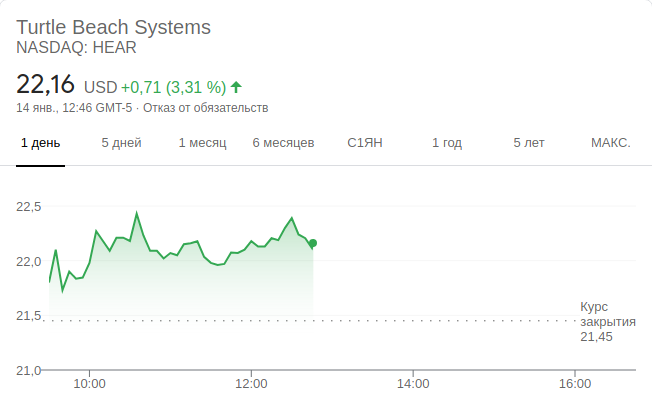 Turtle Beach Systems
NASDAQ: HEAR
22,16 USD +0,71 (3,31 %)
14 янв., 12:46 GMT-5 · Отказ от обязательств
1 день 5 дней 1 месяц 6 месяцев С1ЯН 1 год 5 лет МАКС.
22,5
22,0
21,5
Курс
закрытия
21,45
21,0
10:00 12:00 14:00 16:00